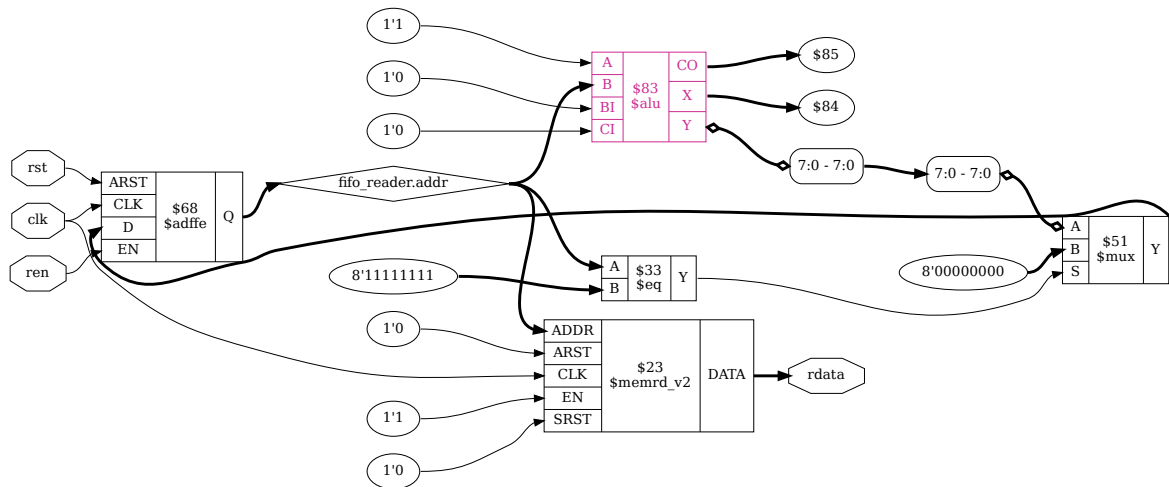 1'1
1'0
1'0
A
B
BI
CI
$83
$alu
CO
X
Y
$85
$84
7:0 - 7:0
7:0 - 7:0
rst
clk
ren
ARST
CLK
D
EN
$68
$adffe
Q
fifo_reader.addr
8'11111111
A
B
$33
$eq
Y
8'00000000
A
B
S
$51
$mux
Y
1'0
1'1
1'0
ADDR
ARST
CLK
EN
SRST
$23
$memrd_v2
DATA
rdata